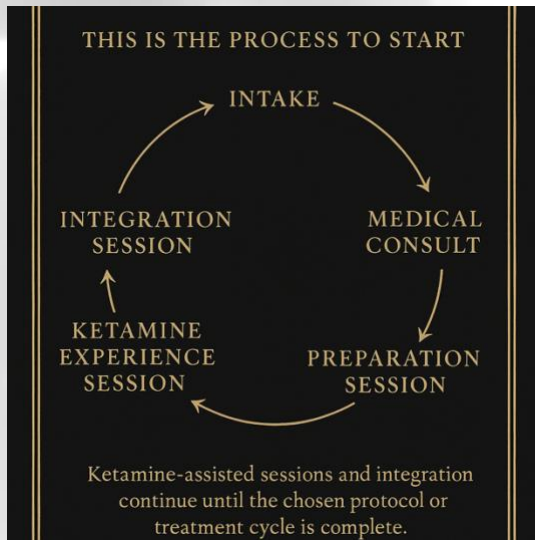 THIS IS THE PROCESS TO START
INTAKE
MEDICAL
CONSULT
PREPARATION
SESSION
KETAMINE
EXPERIENCE
SESSION
INTEGRATION
SESSION
Ketamine-assisted sessions and integration
continue until the chosen protocol or
treatment cycle is complete.